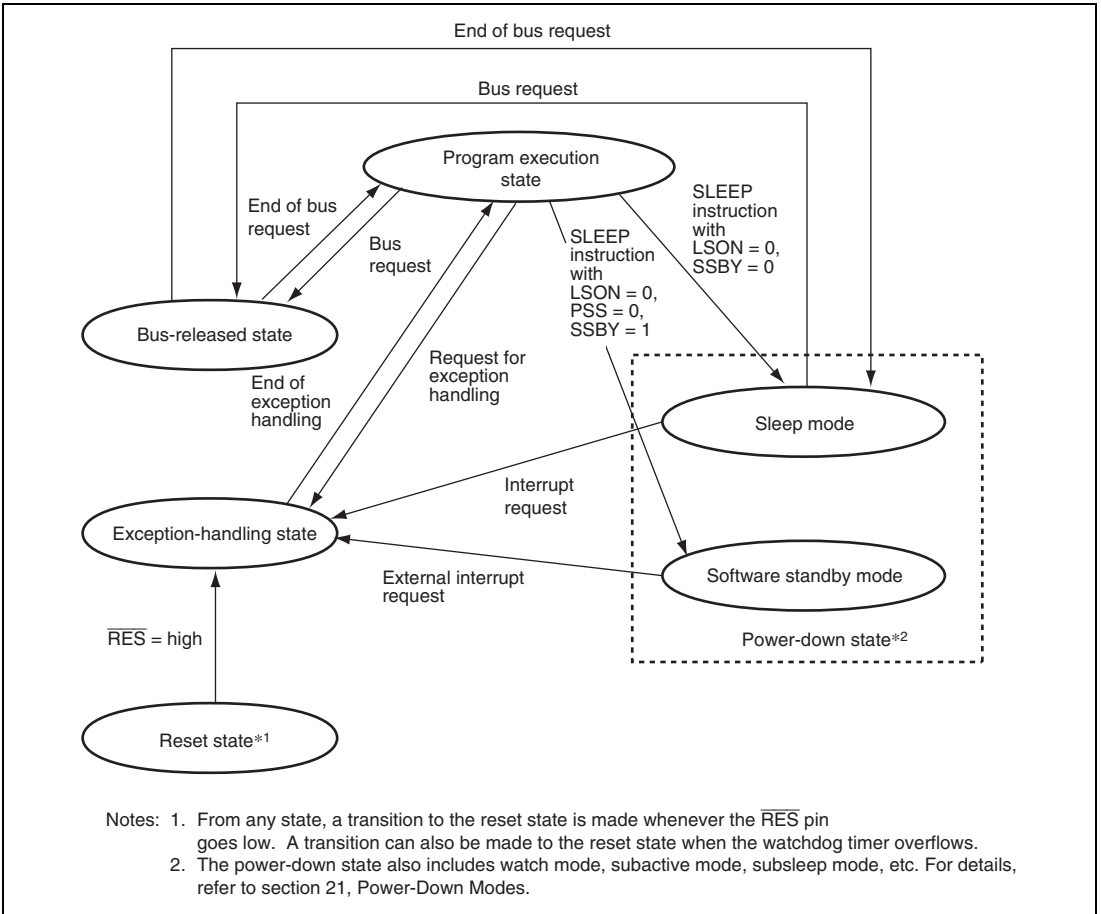 End of bus request
Bus request
Program execution
state
End of bus
request
Bus
request
SLEEP
instruction
with
LSON = 0,
PSS = 0,
SSBY = 1
SLEEP
instruction
with
LSON = 0,
SSBY = 0
Bus-released state
End of
exception
handling
Request for
exception
handling
Sleep mode
Interrupt
request
Exception-handling state
External interrupt
request
Software standby mode
Power-down state*2
R̅E̅S̅ = high
Reset state*1
Notes: 1. From any state, a transition to the reset state is made whenever the R̅E̅S̅ pin
goes low. A transition can also be made to the reset state when the watchdog timer overflows.
2. The power-down state also includes watch mode, subactive mode, subsleep mode, etc. For details,
refer to section 21, Power-Down Modes.